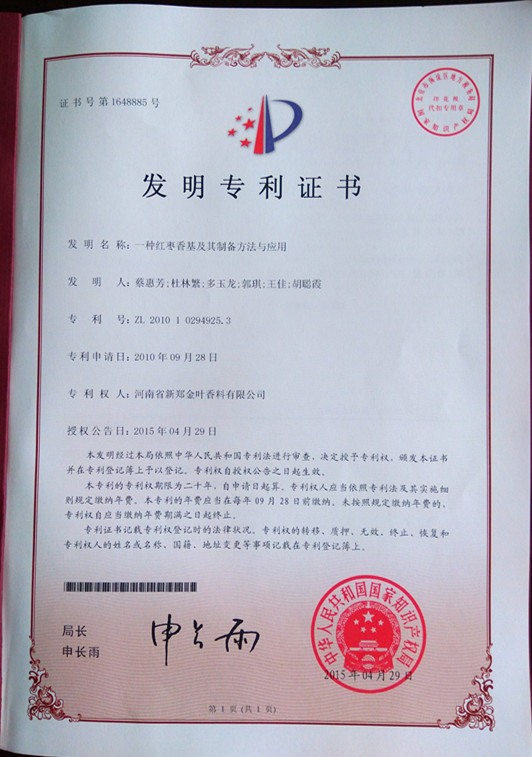 证书号第1648885号
印花税
代扣专用章
国家知识产权局
发明专利证书
发明名称:一种红枣香基及其制备方法与应用
发明人:蔡惠芳;杜林繁;多玉龙;郭琪;王佳;胡聪霞
专利号:ZL 2010 1 0294925.3
专利申请日:2010年09月28日
专利权人:河南省新郑金叶香料有限公司
授权公告日:2015年04月29日
本发明经过本局依照中华人民共和国专利法进行审查,决定授予专利权,颁发本证书
并在专利登记簿上予以登记。专利权自授权公告之日起生效。
本专利的专利权期限为二十年,自申请日起算。专利权人应当依照专利法及其实施细
则规定缴纳年费。本专利的年费应当在每年09月28日前缴纳。未按照规定缴纳年费的,
专利权自应当缴纳年费期满之日起终止。
专利证书记载专利权登记时的法律状况。专利权的转移、质押、无效、终止、恢复和
专利权人的姓名或名称、国籍、地址变更等事项记载在专利登记簿上。
局长
申长雨
申长雨
中华人民共和国国家知识产权局
2015年04月29日
第1页(共1页)